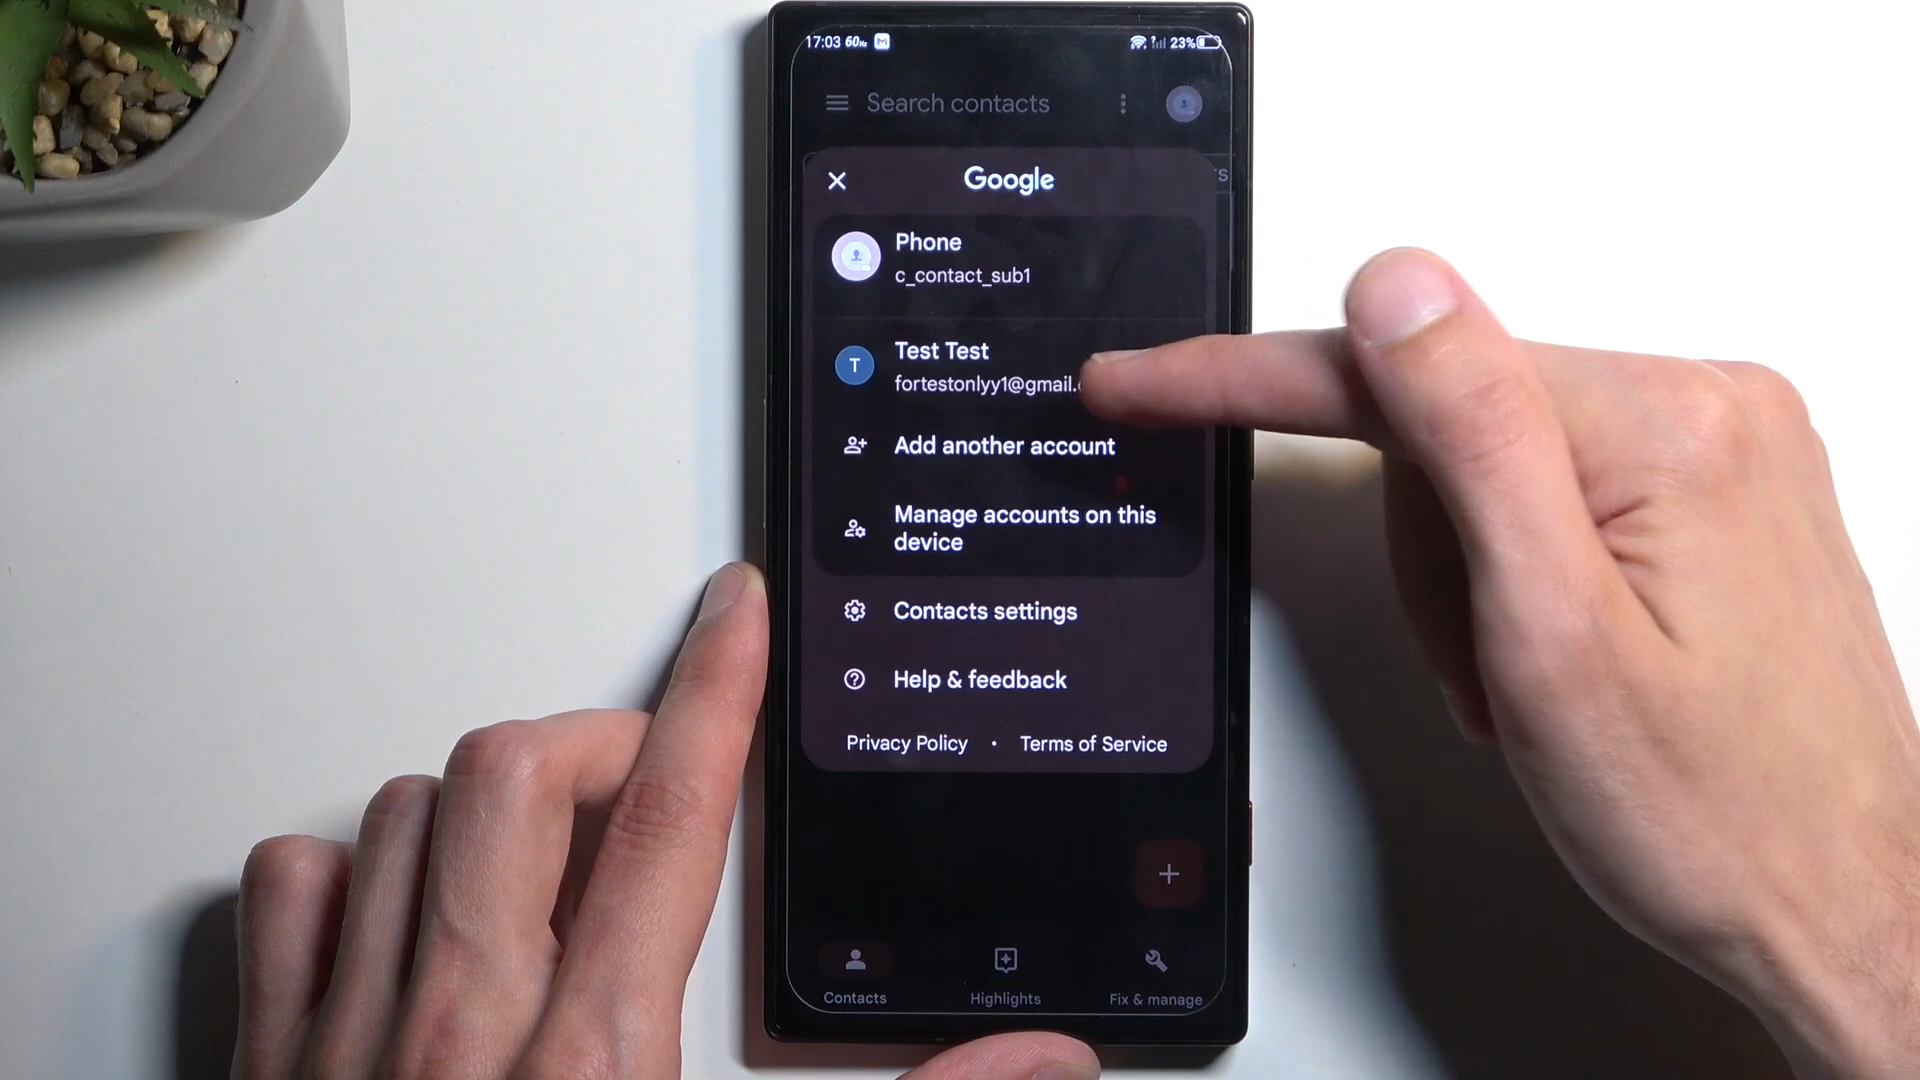 17:03 60Hz 23%
Search contacts
Google
Phone
c_contact_sub1
T
Test Test
fortestonlyy1@gmail.
Add another account
Manage accounts on this
device
Contacts settings
Help & feedback
Privacy Policy • Terms of Service
Contacts Highlights Fix & manage